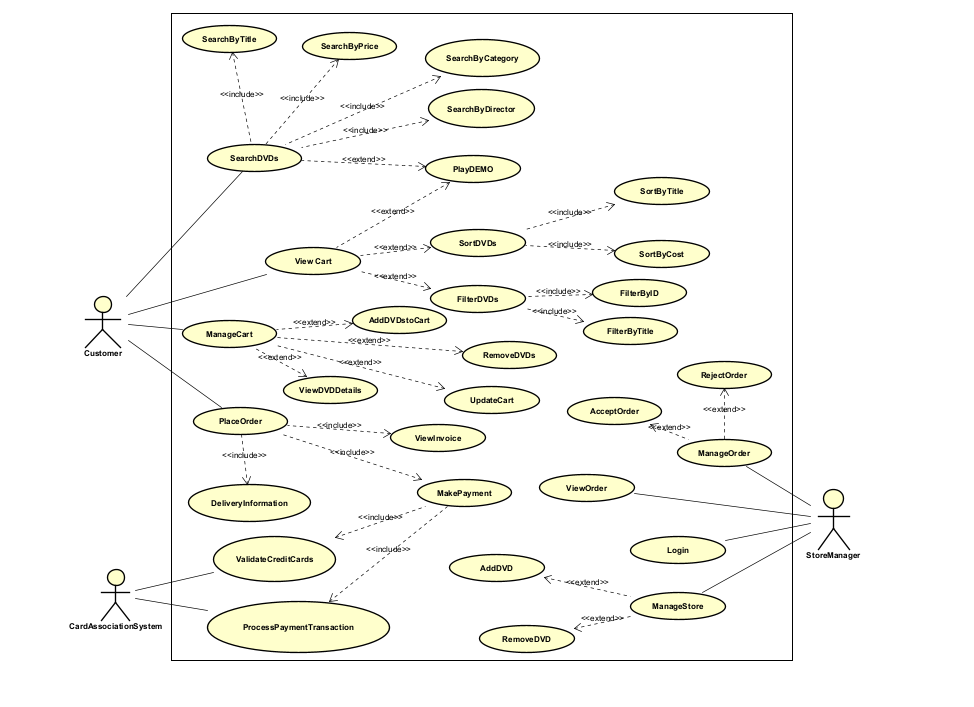 SearchByTitle
SearchByPrice
SearchByCategory
<<include>>
<<include>>
<<include>>
SearchByDirector
<<include>>
SearchDVDs
<<extend>>
PlayDEMO
SortByTitle
<<extend>>
<<include>>
SortDVDs
<<extend>>
<<include>>
SortByCost
View Cart
<<extend>>
<<include>>
FilterByID
FilterDVDs
<<include>>
FilterByTitle
<<extend>>
AddDVDstoCart
ManageCart
<<extend>>
Customer
<<extend>>
<<extend>>
RemoveDVDs
RejectOrder
ViewDVDDetails
UpdateCart
<<extend>>
AcceptOrder
PlaceOrder
<<include>>
<<extend>>
ViewInvoice
<<include>>
<<include>>
ManageOrder
ViewOrder
MakePayment
DeliveryInformation
<<include>>
Login
StoreManager
<<include>>
ValidateCreditCards
AddDVD
<<extend>>
ManageStore
<<extend>>
CardAssociationSystem
ProcessPaymentTransaction
RemoveDVD